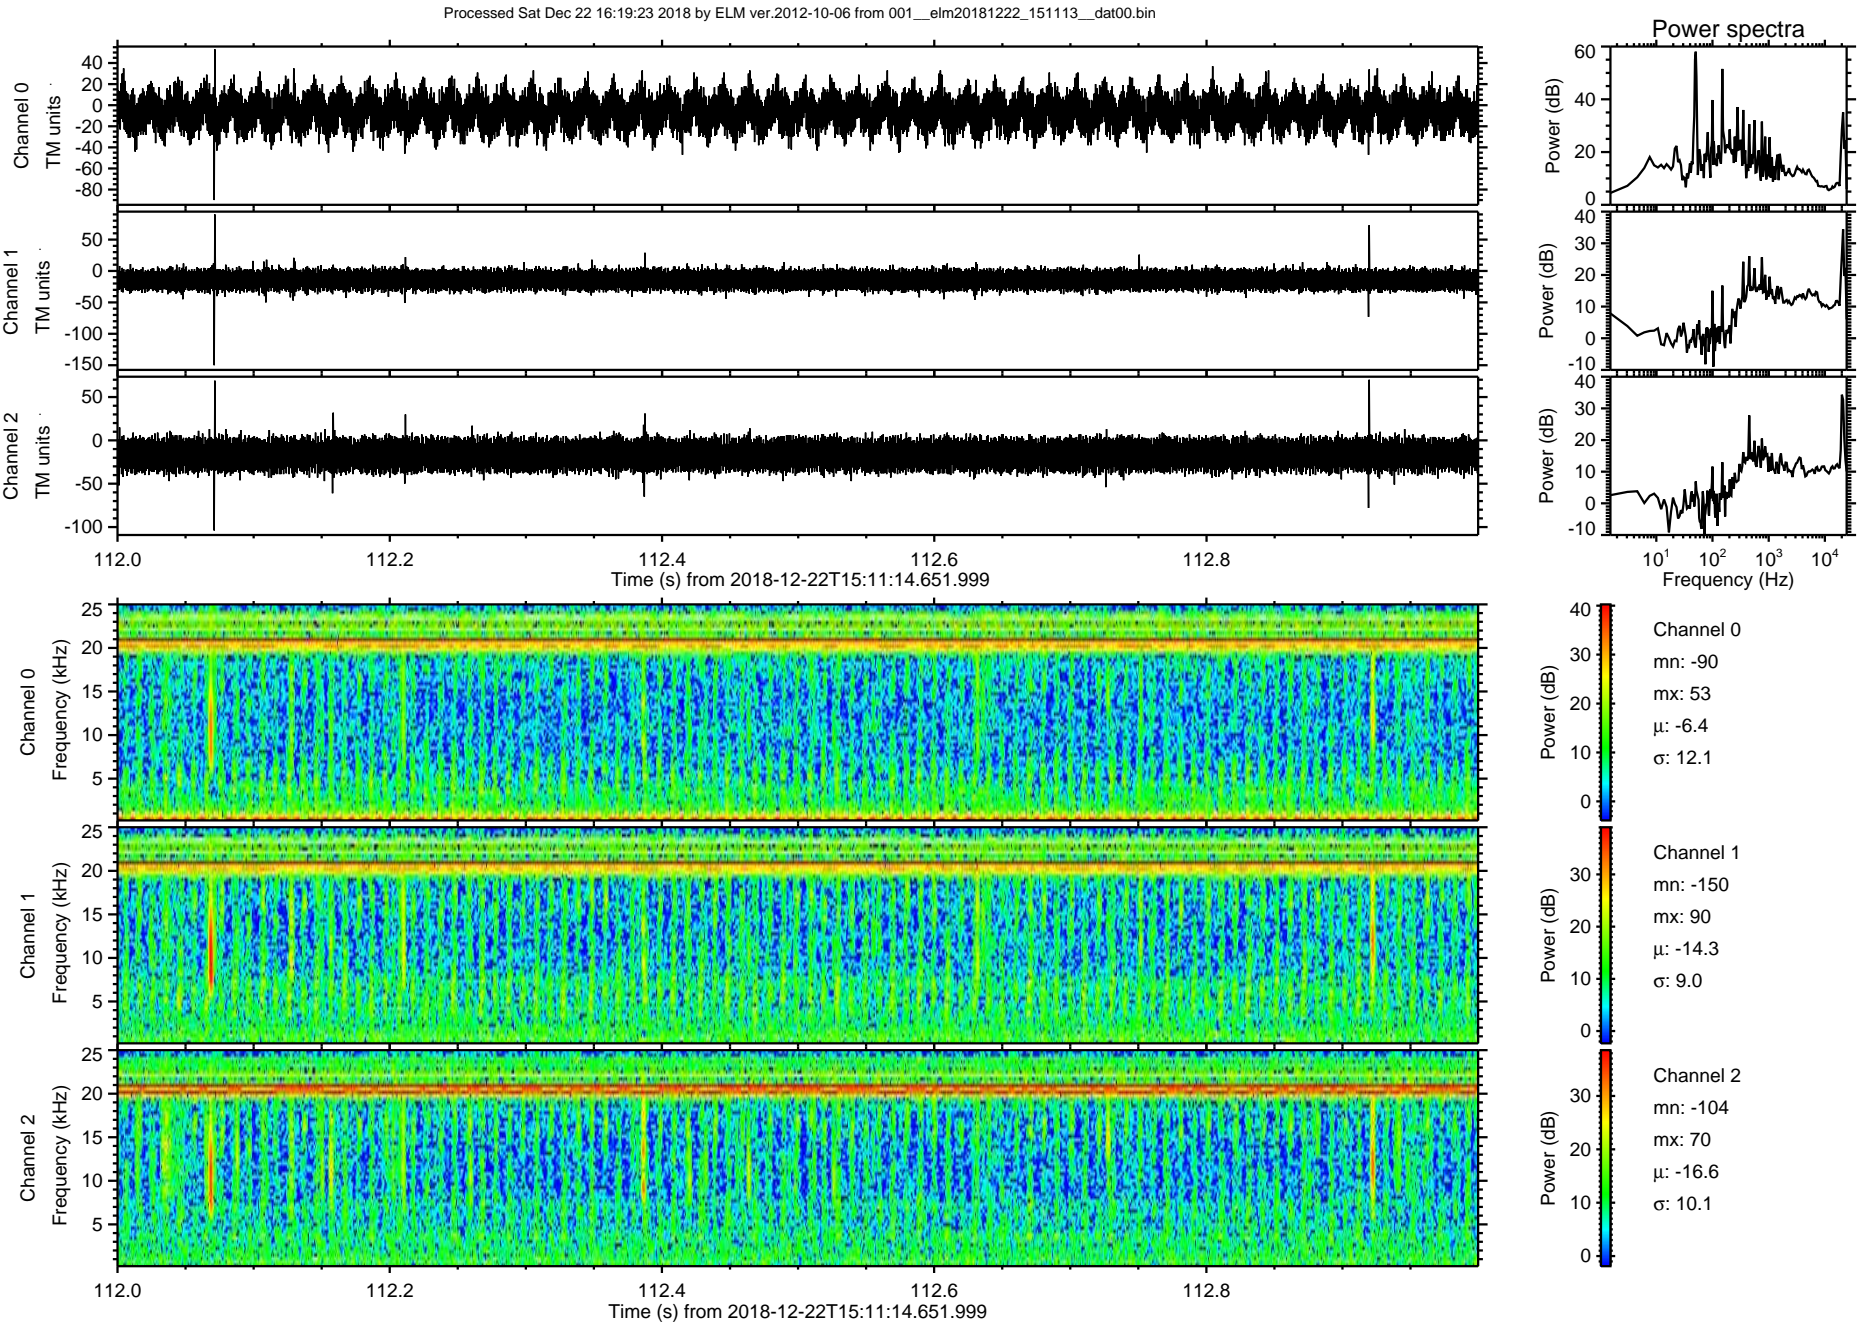 Processed Sat Dec 22 16:19:23 2018 by ELM ver.2012-10-06 from 001__elm20181222_151113__dat00.bin
Power spectra
Channel 0
TM units
40
20
0
-20
-40
-60
-80
Power (dB)
60
40
20
0
Channel 1
TM units
50
0
-50
-100
-150
Power (dB)
40
30
20
10
0
-10
Channel 2
TM units
50
0
-50
-100
Power (dB)
40
30
20
10
0
-10
112.0 112.2 112.4 112.6 112.8
Time (s) from 2018-12-22T15:11:14.651.999
10¹ 10² 10³ 10⁴
Frequency (Hz)
Channel 0
Frequency (kHz)
25
20
15
10
5
Power (dB)
40
30
20
10
0
Channel 0
mn: -90
mx: 53
μ: -6.4
σ: 12.1
Channel 1
Frequency (kHz)
25
20
15
10
5
Power (dB)
30
20
10
0
Channel 1
mn: -150
mx: 90
μ: -14.3
σ: 9.0
Channel 2
Frequency (kHz)
25
20
15
10
5
Power (dB)
30
20
10
0
Channel 2
mn: -104
mx: 70
μ: -16.6
σ: 10.1
112.0 112.2 112.4 112.6 112.8
Time (s) from 2018-12-22T15:11:14.651.999